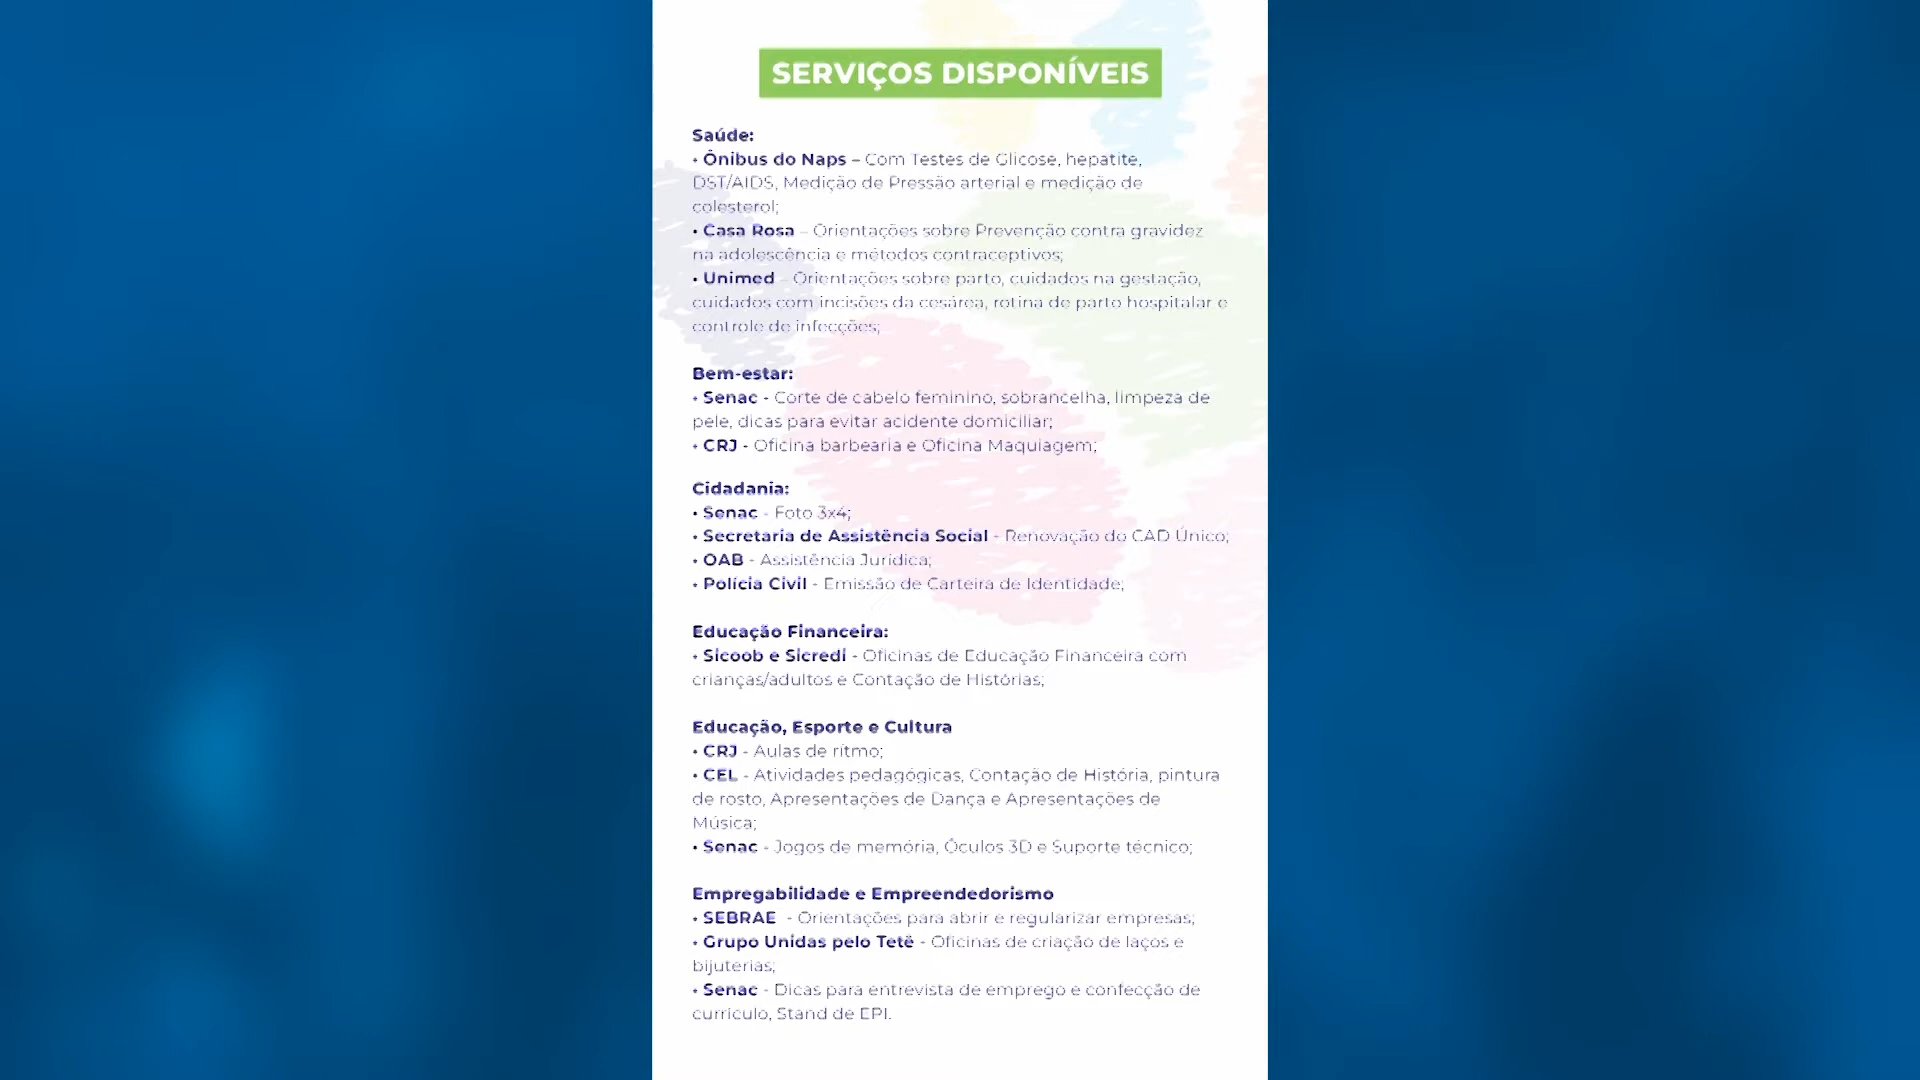 SERVIÇOS DISPONÍVEIS
Saúde:
• Ônibus do Naps – Com Testes de Glicose, hepatite,
DST/AIDS, Medição de Pressão arterial e medição de
colesterol;
• Casa Rosa – Orientações sobre Prevenção contra gravidez
na adolescência e métodos contraceptivos;
• Unimed – Orientações sobre parto, cuidados na gestação,
cuidados com incisões da cesárea, rotina de parto hospitalar e
controle de infecções;
Bem-estar:
• Senac - Corte de cabelo feminino, sobrancelha, limpeza de
pele, dicas para evitar acidente domiciliar;
• CRJ - Oficina barbearia e Oficina Maquiagem;
Cidadania:
• Senac - Foto 3x4;
• Secretaria de Assistência Social - Renovação do CAD Único;
• OAB - Assistência Jurídica;
• Polícia Civil - Emissão de Carteira de Identidade;
Educação Financeira:
• Sicoob e Sicredi - Oficinas de Educação Financeira com
crianças/adultos e Contação de Histórias;
Educação, Esporte e Cultura
• CRJ - Aulas de ritmo;
• CEL - Atividades pedagógicas, Contação de História, pintura
de rosto, Apresentações de Dança e Apresentações de
Música;
• Senac - Jogos de memória, Óculos 3D e Suporte técnico;
Empregabilidade e Empreendedorismo
• SEBRAE - Orientações para abrir e regularizar empresas;
• Grupo Unidas pelo Tetê - Oficinas de criação de laços e
bijuterias;
• Senac - Dicas para entrevista de emprego e confecção de
currículo, Stand de EPI.